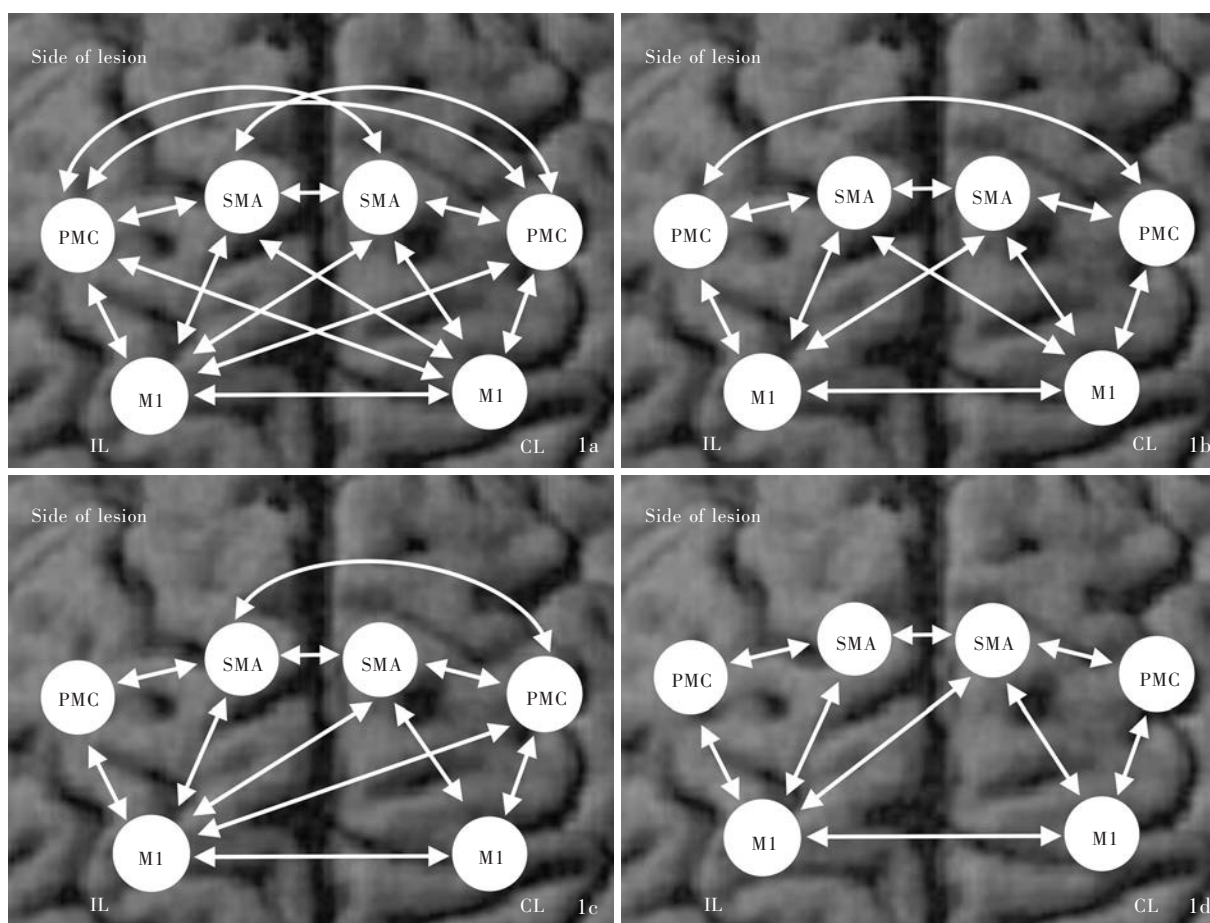 Side of lesion
SMA
SMA
PMC
PMC
M1
M1
IL
CL
1a
Side of lesion
SMA
SMA
PMC
PMC
M1
M1
IL
CL
1b
Side of lesion
SMA
SMA
PMC
PMC
M1
M1
IL
CL
1c
Side of lesion
SMA
SMA
PMC
PMC
M1
M1
IL
CL
1d